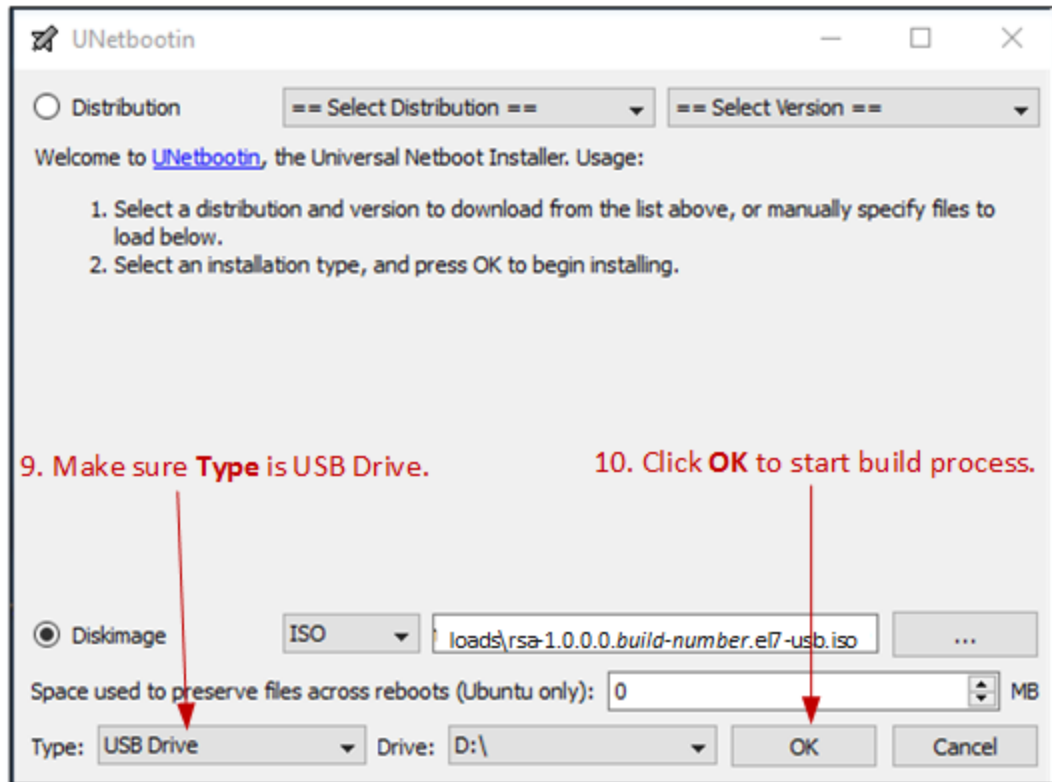 UNetbootin
Distribution == Select Distribution == == Select Version ==
Welcome to UNetbootin, the Universal Netboot Installer. Usage:
1. Select a distribution and version to download from the list above, or manually specify files to
load below.
2. Select an installation type, and press OK to begin installing.
9. Make sure Type is USB Drive. 10. Click OK to start build process.
Diskimage ISO loads\rsa-1.0.0.0.build-number.el7-usb.iso ...
Space used to preserve files across reboots (Ubuntu only): 0 MB
Type: USB Drive Drive: D:\ OK Cancel